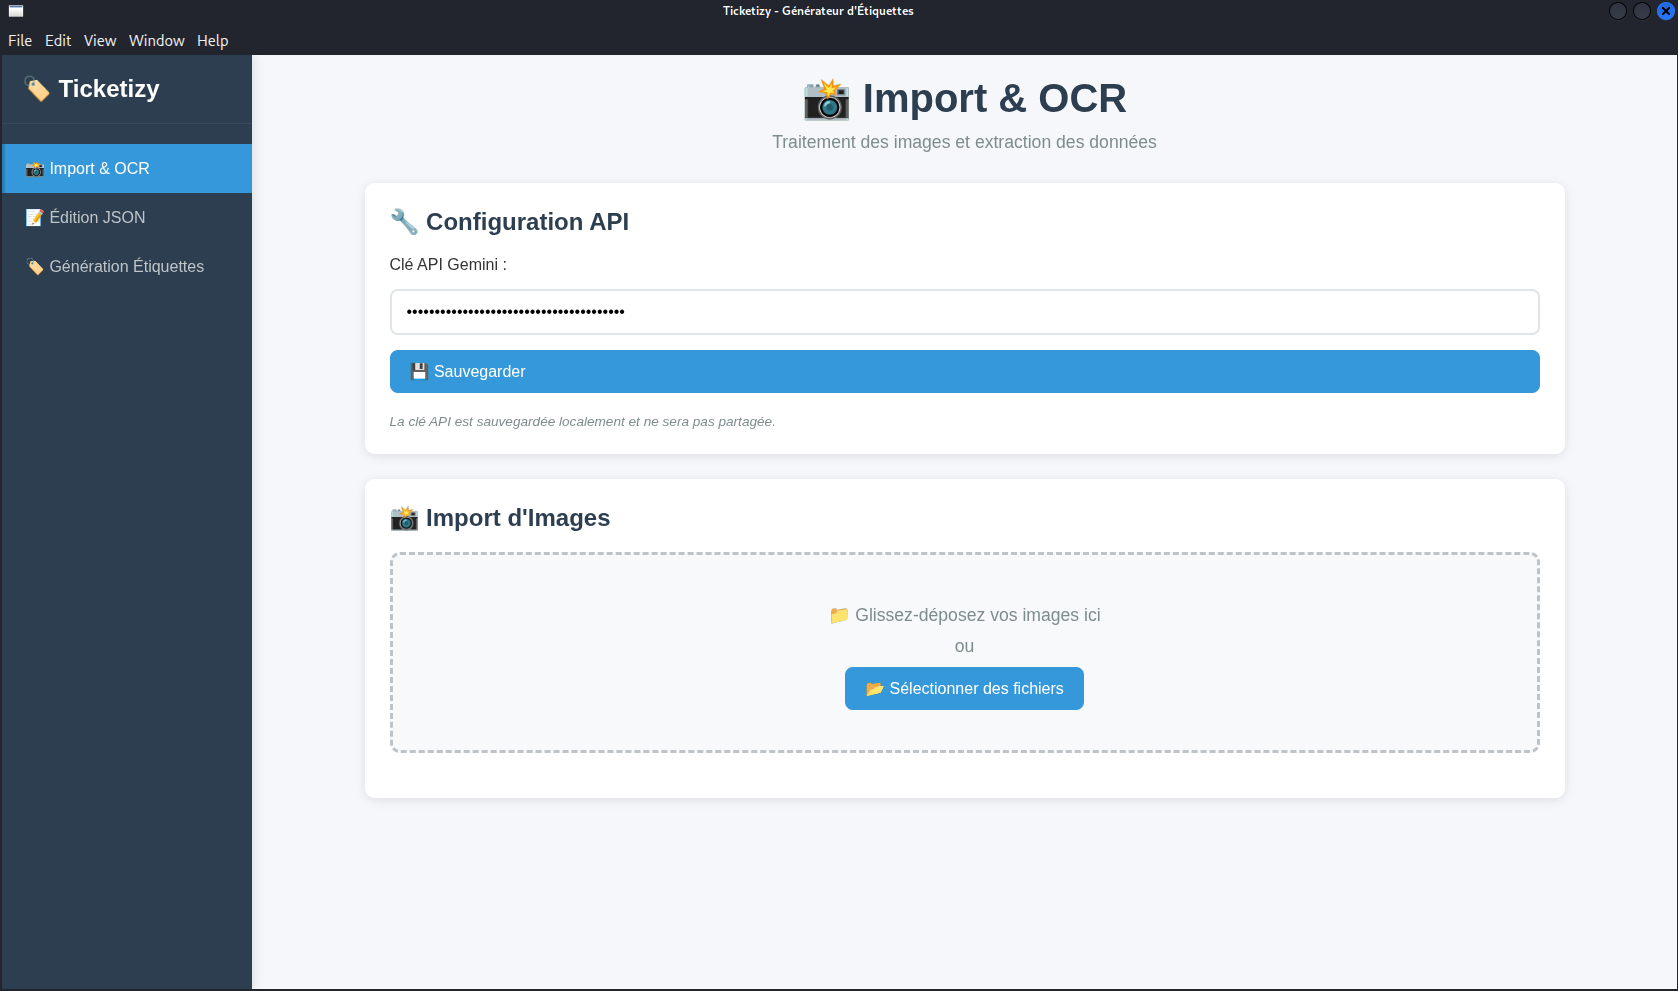 Ticketizy - Générateur d'Étiquettes
File Edit View Window Help
🏷️ Ticketizy
📸 Import & OCR
📝 Édition JSON
🏷️ Génération Étiquettes
📸 Import & OCR
Traitement des images et extraction des données
🔧 Configuration API
Clé API Gemini :
💾 Sauvegarder
La clé API est sauvegardée localement et ne sera pas partagée.
📸 Import d'Images
📁 Glissez-déposez vos images ici
ou
📂 Sélectionner des fichiers